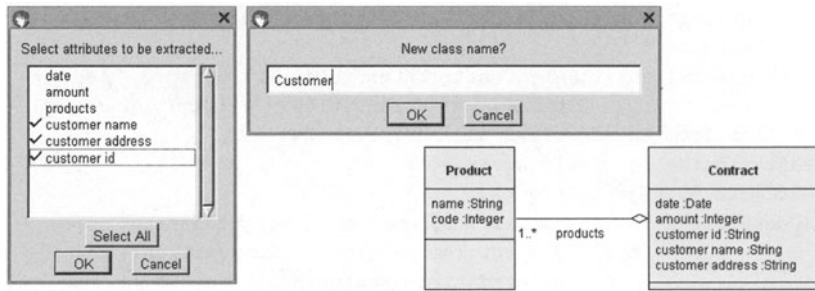 Select attributes to be extracted...
date
amount
products
customer name
customer address
customer id
Select All
OK
Cancel
New class name?
Customer
OK
Cancel
Product
name :String
code :Integer
1..*
products
Contract
date :Date
amount :Integer
customer id :String
customer name :String
customer address :String